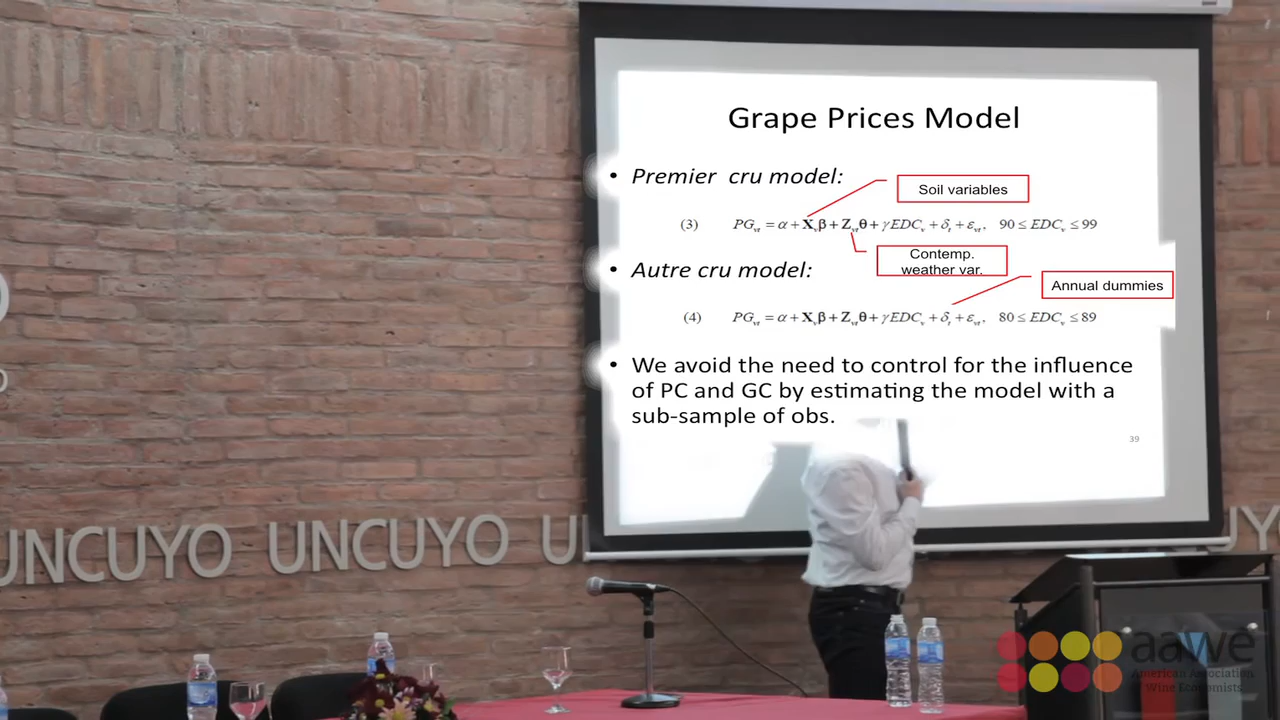 Grape Prices Model
• Premier cru model:
Soil variables
(3) PG_vt = α + X_vβ + Z_vtθ + γEDC_v + δ_t + ε_vt, 90 ≤ EDC_v ≤ 99
Contemp.
weather var.
• Autre cru model:
Annual dummies
(4) PG_vt = α + X_vβ + Z_vtθ + γEDC_v + δ_t + ε_vt, 80 ≤ EDC_v ≤ 89
• We avoid the need to control for the influence
of PC and GC by estimating the model with a
sub-sample of obs.
39
UNCUYO UNCUYO U
UY
aawe
American Association
of Wine Economists